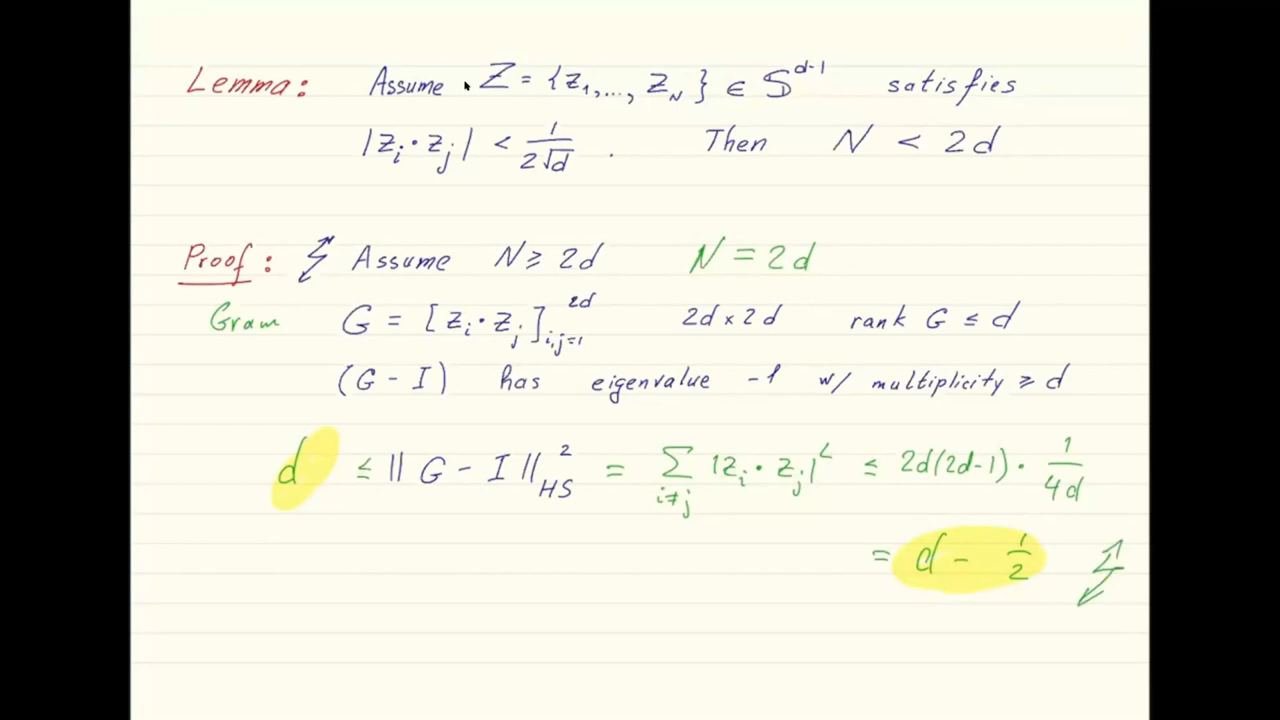 Lemma: Assume Z = {z₁,..., z_N} ∈ 𝕊^{d-1} satisfies
|z_i · z_j| < 1/(2√d) . Then N < 2d
Proof: ↯ Assume N ≥ 2d N = 2d
Gram G = [z_i · z_j]_{i,j=1}^{2d} 2d × 2d rank G ≤ d
(G - I) has eigenvalue -1 w/ multiplicity ≥ d
d ≤ || G - I ||_{HS}^2 = ∑_{i≠j} |z_i · z_j|^2 ≤ 2d(2d-1) · 1/(4d)
= d - 1/2 ↯